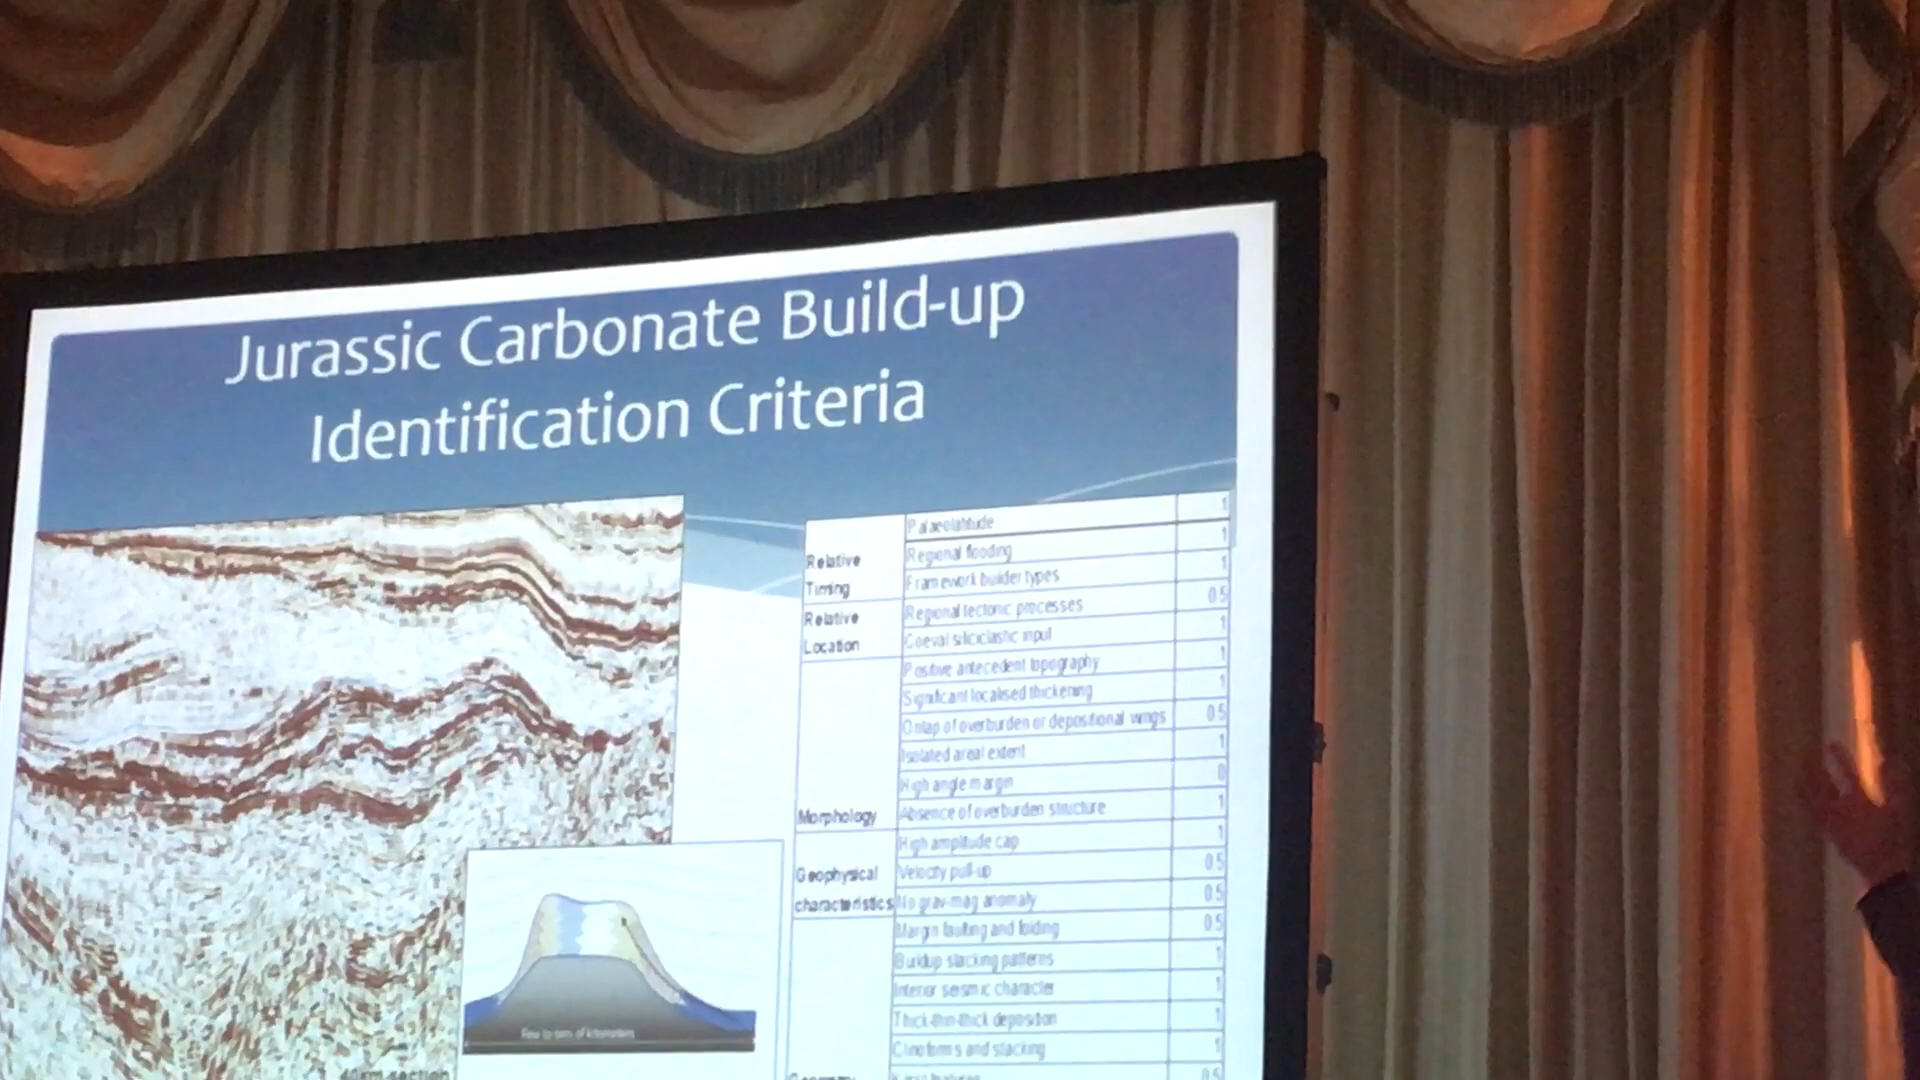 Jurassic Carbonate Build-up
Identification Criteria
Palaeolatitude 1
Relative Timing
Regional flooding 1
Framework builder types 1
Relative Location
Regional tectonic processes 0.5
Coeval siliciclastic input 1
Positive antecedent topography 1
Significant localised thickening 1
Onlap of overburden or depositional wings 0.5
Isolated areal extent 1
High angle margin 0
Morphology
Absence of overburden structure 1
High amplitude cap 1
Geophysical characteristics
Velocity pull-up 0.5
No grav-mag anomaly 0.5
Margin faulting and folding 0.5
Buildup stacking patterns 1
Interior seismic character 1
Thick-thin-thick deposition 1
Clinoforms and stacking 1
Geometry
0.5
Few to tens of kilometers
40km section